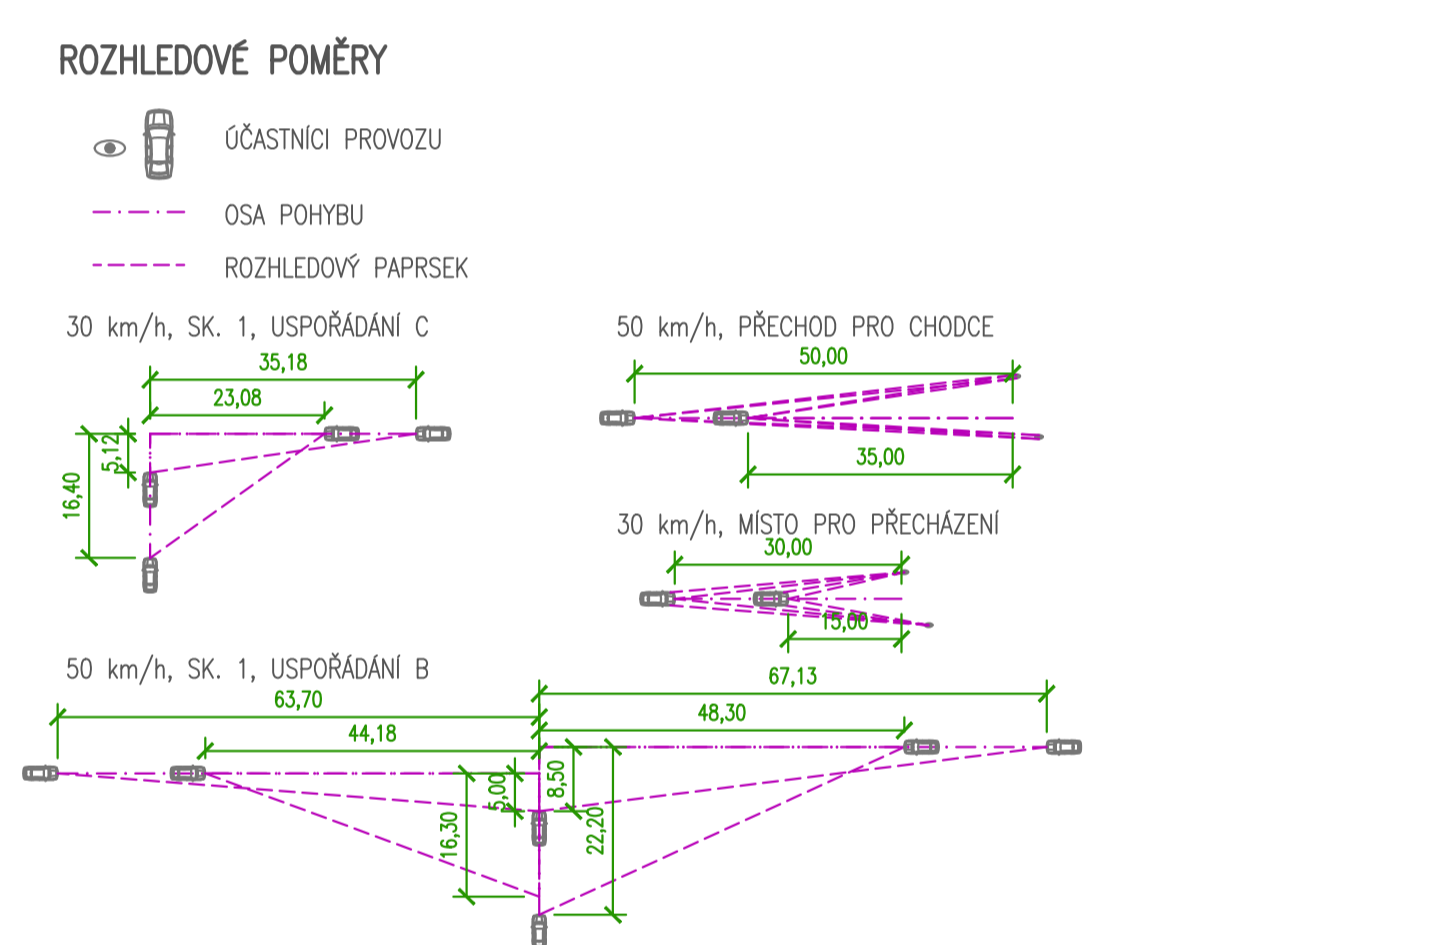 ROZHLEDOVÉ POMĚRY
ÚČASTNÍCI PROVOZU
OSA POHYBU
ROZHLEDOVÝ PAPRSEK
30 km/h, SK. 1, USPOŘÁDÁNÍ C
35,18
23,08
5,12
16,40
50 km/h, PŘECHOD PRO CHODCE
50,00
35,00
30 km/h, MÍSTO PRO PŘECHÁZENÍ
30,00
15,00
50 km/h, SK. 1, USPOŘÁDÁNÍ B
67,13
63,70
48,30
44,18
5,00
8,50
16,30
22,20